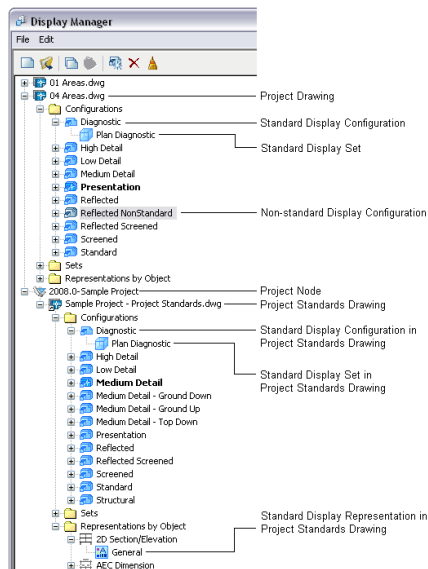 Display Manager
File Edit
01 Areas.dwg
04 Areas.dwg Project Drawing
Configurations
Diagnostic Standard Display Configuration
Plan Diagnostic Standard Display Set
High Detail
Low Detail
Medium Detail
Presentation
Reflected
Reflected NonStandard Non-standard Display Configuration
Reflected Screened
Screened
Standard
Sets
Representations by Object
2008.0-Sample Project Project Node
Sample Project - Project Standards.dwg Project Standards Drawing
Configurations
Diagnostic Standard Display Configuration in
Project Standards Drawing
Plan Diagnostic
High Detail
Low Detail Standard Display Set in
Medium Detail Project Standards Drawing
Medium Detail - Ground Down
Medium Detail - Ground Up
Medium Detail - Top Down
Presentation
Reflected
Reflected Screened
Screened
Standard
Structural
Sets Standard Display Representation in
Representations by Object Project Standards Drawing
2D Section/Elevation
General
AEC Dimension